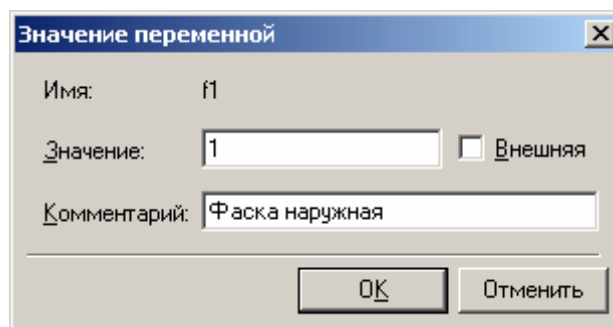 Значение переменной
Имя: f1
Значение: 1 Внешняя
Комментарий: Фаска наружная
OK Отменить